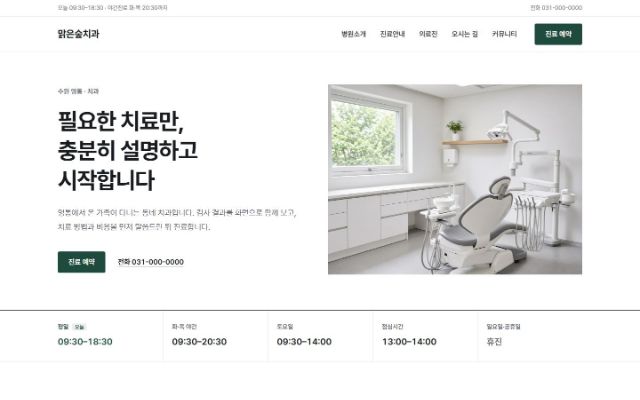 오늘 09:30–18:30 · 야간진료 화·목 20:30까지
전화 031-000-0000
맑은숲치과
병원소개
진료안내
의료진
오시는 길
커뮤니티
진료 예약
수원 영통 · 치과
필요한 치료만,
충분히 설명하고
시작합니다
영통에서 온 가족이 다니는 동네 치과입니다. 검사 결과를 화면으로 함께 보고,
치료 방법과 비용을 먼저 말씀드린 뒤 진료합니다.
진료 예약
전화 031-000-0000
평일 오늘
09:30–18:30
화·목 야간
09:30–20:30
토요일
09:30–14:00
점심시간
13:00–14:00
일요일·공휴일
휴진